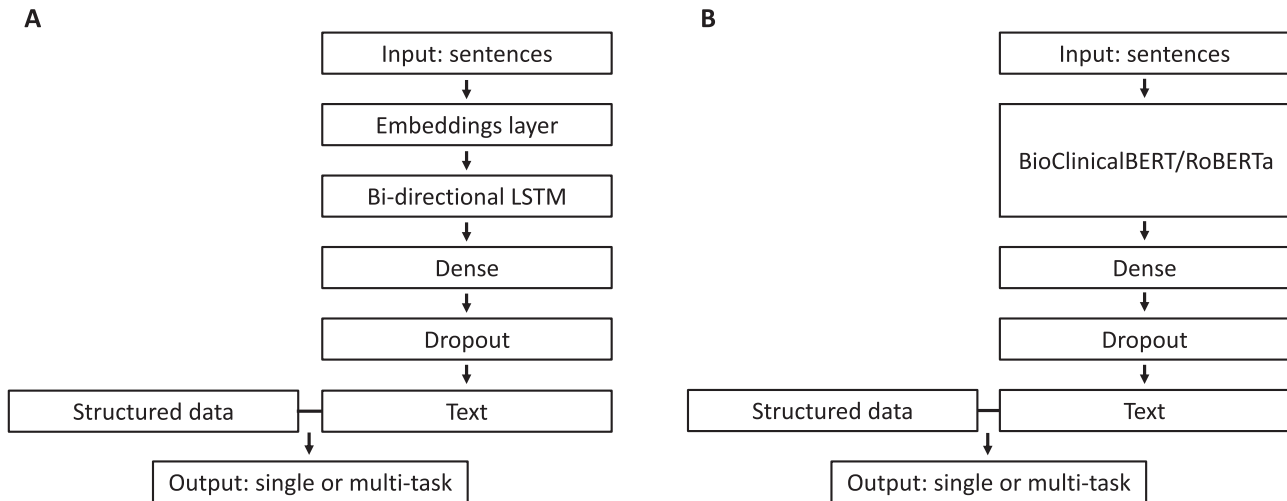 A
Input: sentences
Embeddings layer
Bi-directional LSTM
Dense
Dropout
Structured data
Text
Output: single or multi-task
B
Input: sentences
BioClinicalBERT/RoBERTa
Dense
Dropout
Structured data
Text
Output: single or multi-task